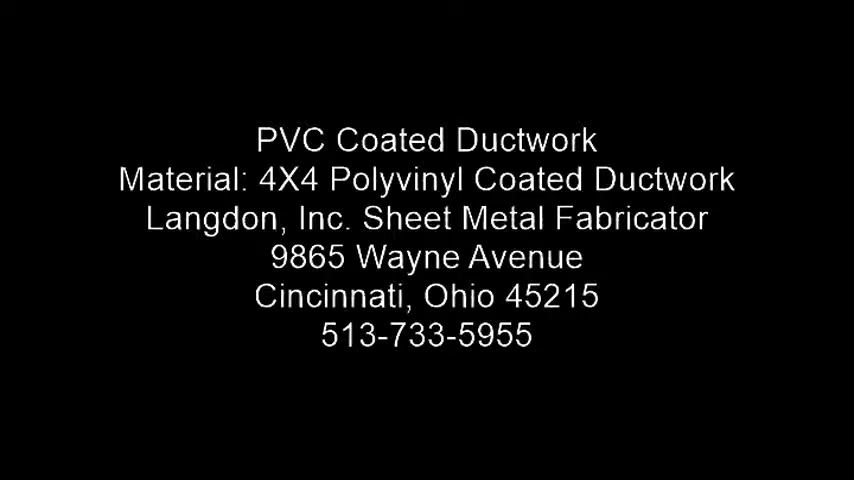 PVC Coated Ductwork
Material: 4X4 Polyvinyl Coated Ductwork
Langdon, Inc. Sheet Metal Fabricator
9865 Wayne Avenue
Cincinnati, Ohio 45215
513-733-5955